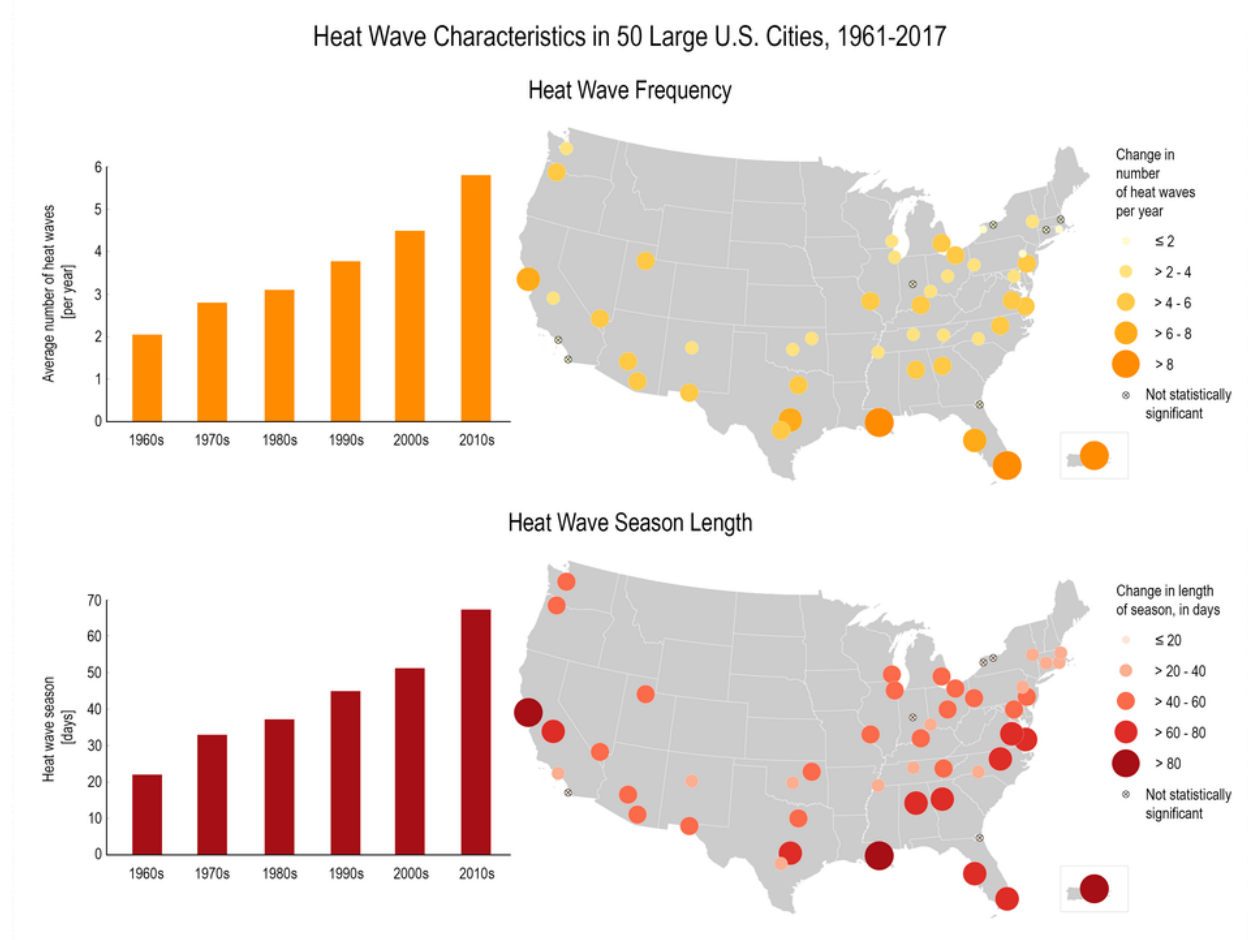 Heat Wave Characteristics in 50 Large U.S. Cities, 1961-2017
Heat Wave Frequency
Average number of heat waves
[per year]
6
5
4
3
2
1
0
1960s 1970s 1980s 1990s 2000s 2010s
Change in
number
of heat waves
per year
≤ 2
> 2 - 4
> 4 - 6
> 6 - 8
> 8
Not statistically
significant
Heat Wave Season Length
Heat wave season
[days]
70
60
50
40
30
20
10
0
1960s 1970s 1980s 1990s 2000s 2010s
Change in length
of season, in days
≤ 20
> 20 - 40
> 40 - 60
> 60 - 80
> 80
Not statistically
significant